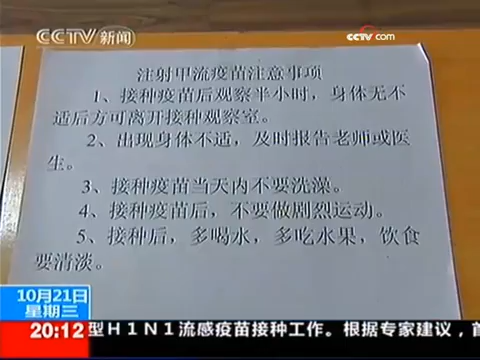 CCTV 新闻
cctv.com
注射甲流疫苗注意事项
1、接种疫苗后观察半小时，身体无不
适后方可离开接种观察室。
2、出现身体不适，及时报告老师或医
生。
3、接种疫苗当天内不要洗澡。
4、接种疫苗后，不要做剧烈运动。
5、接种后，多喝水，多吃水果，饮食
要清淡。
10月21日
星期三
20:12 型H1N1流感疫苗接种工作。根据专家建议，首